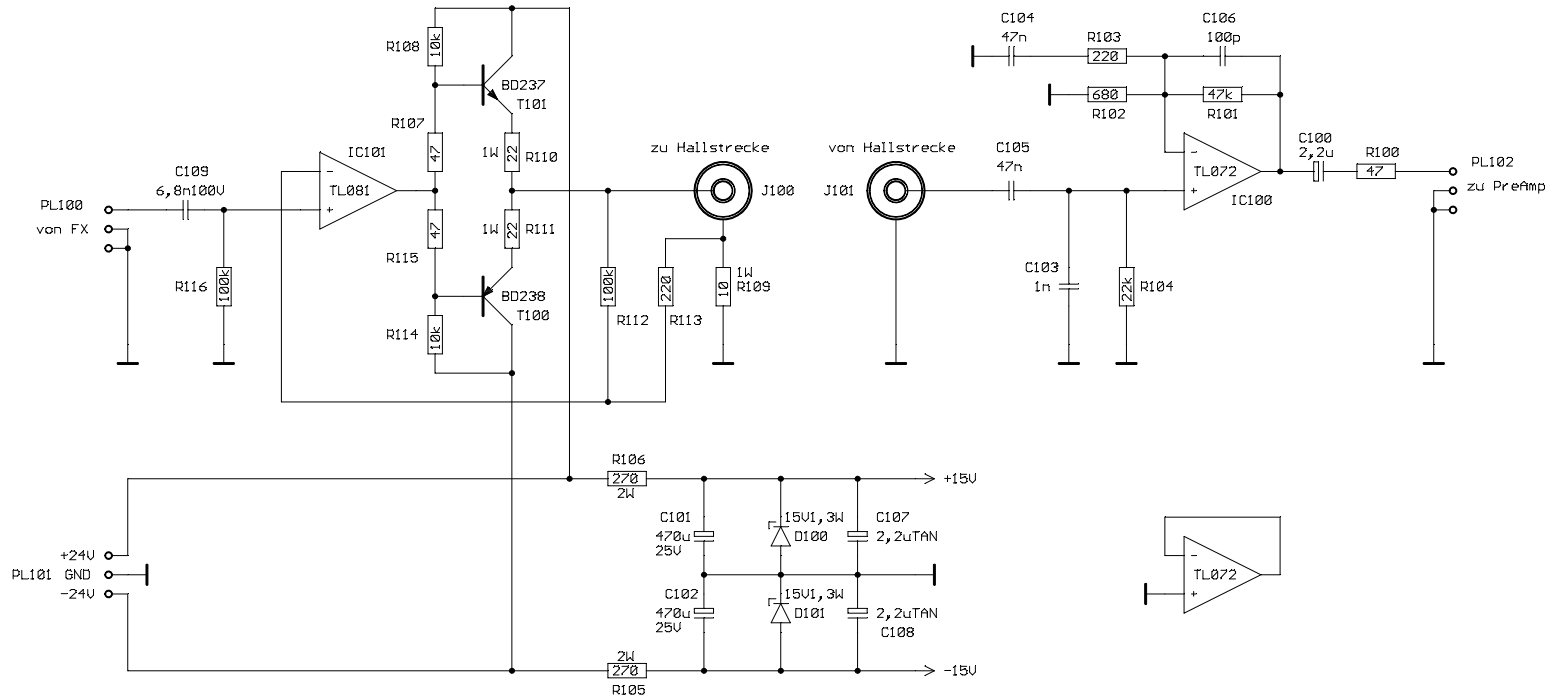 C104
47n
R103
220
C106
100p
R108
10k
BD237
T101
680
R102
47k
R101
R107
47
IC101
TL081
1W
22
R110
zu Hallstrecke
von Hallstrecke
C105
47n
TL072
IC100
C100
2,2u
R100
47
PL102
zu PreAmp
C109
6,8n100V
J100
J101
PL100
von FX
47
R115
1W
22
R111
R116
100k
BD238
T100
R114
10k
100k
R112
220
R113
1W
10
R109
C103
1n
22k
R104
R106
270
2W
+15V
C101
470u
25V
15V1,3W
D100
C107
2,2uTAN
+24V
PL101 GND
-24V
C102
470u
25V
15V1,3W
D101
2,2uTAN
C108
TL072
2W
270
R105
-15V